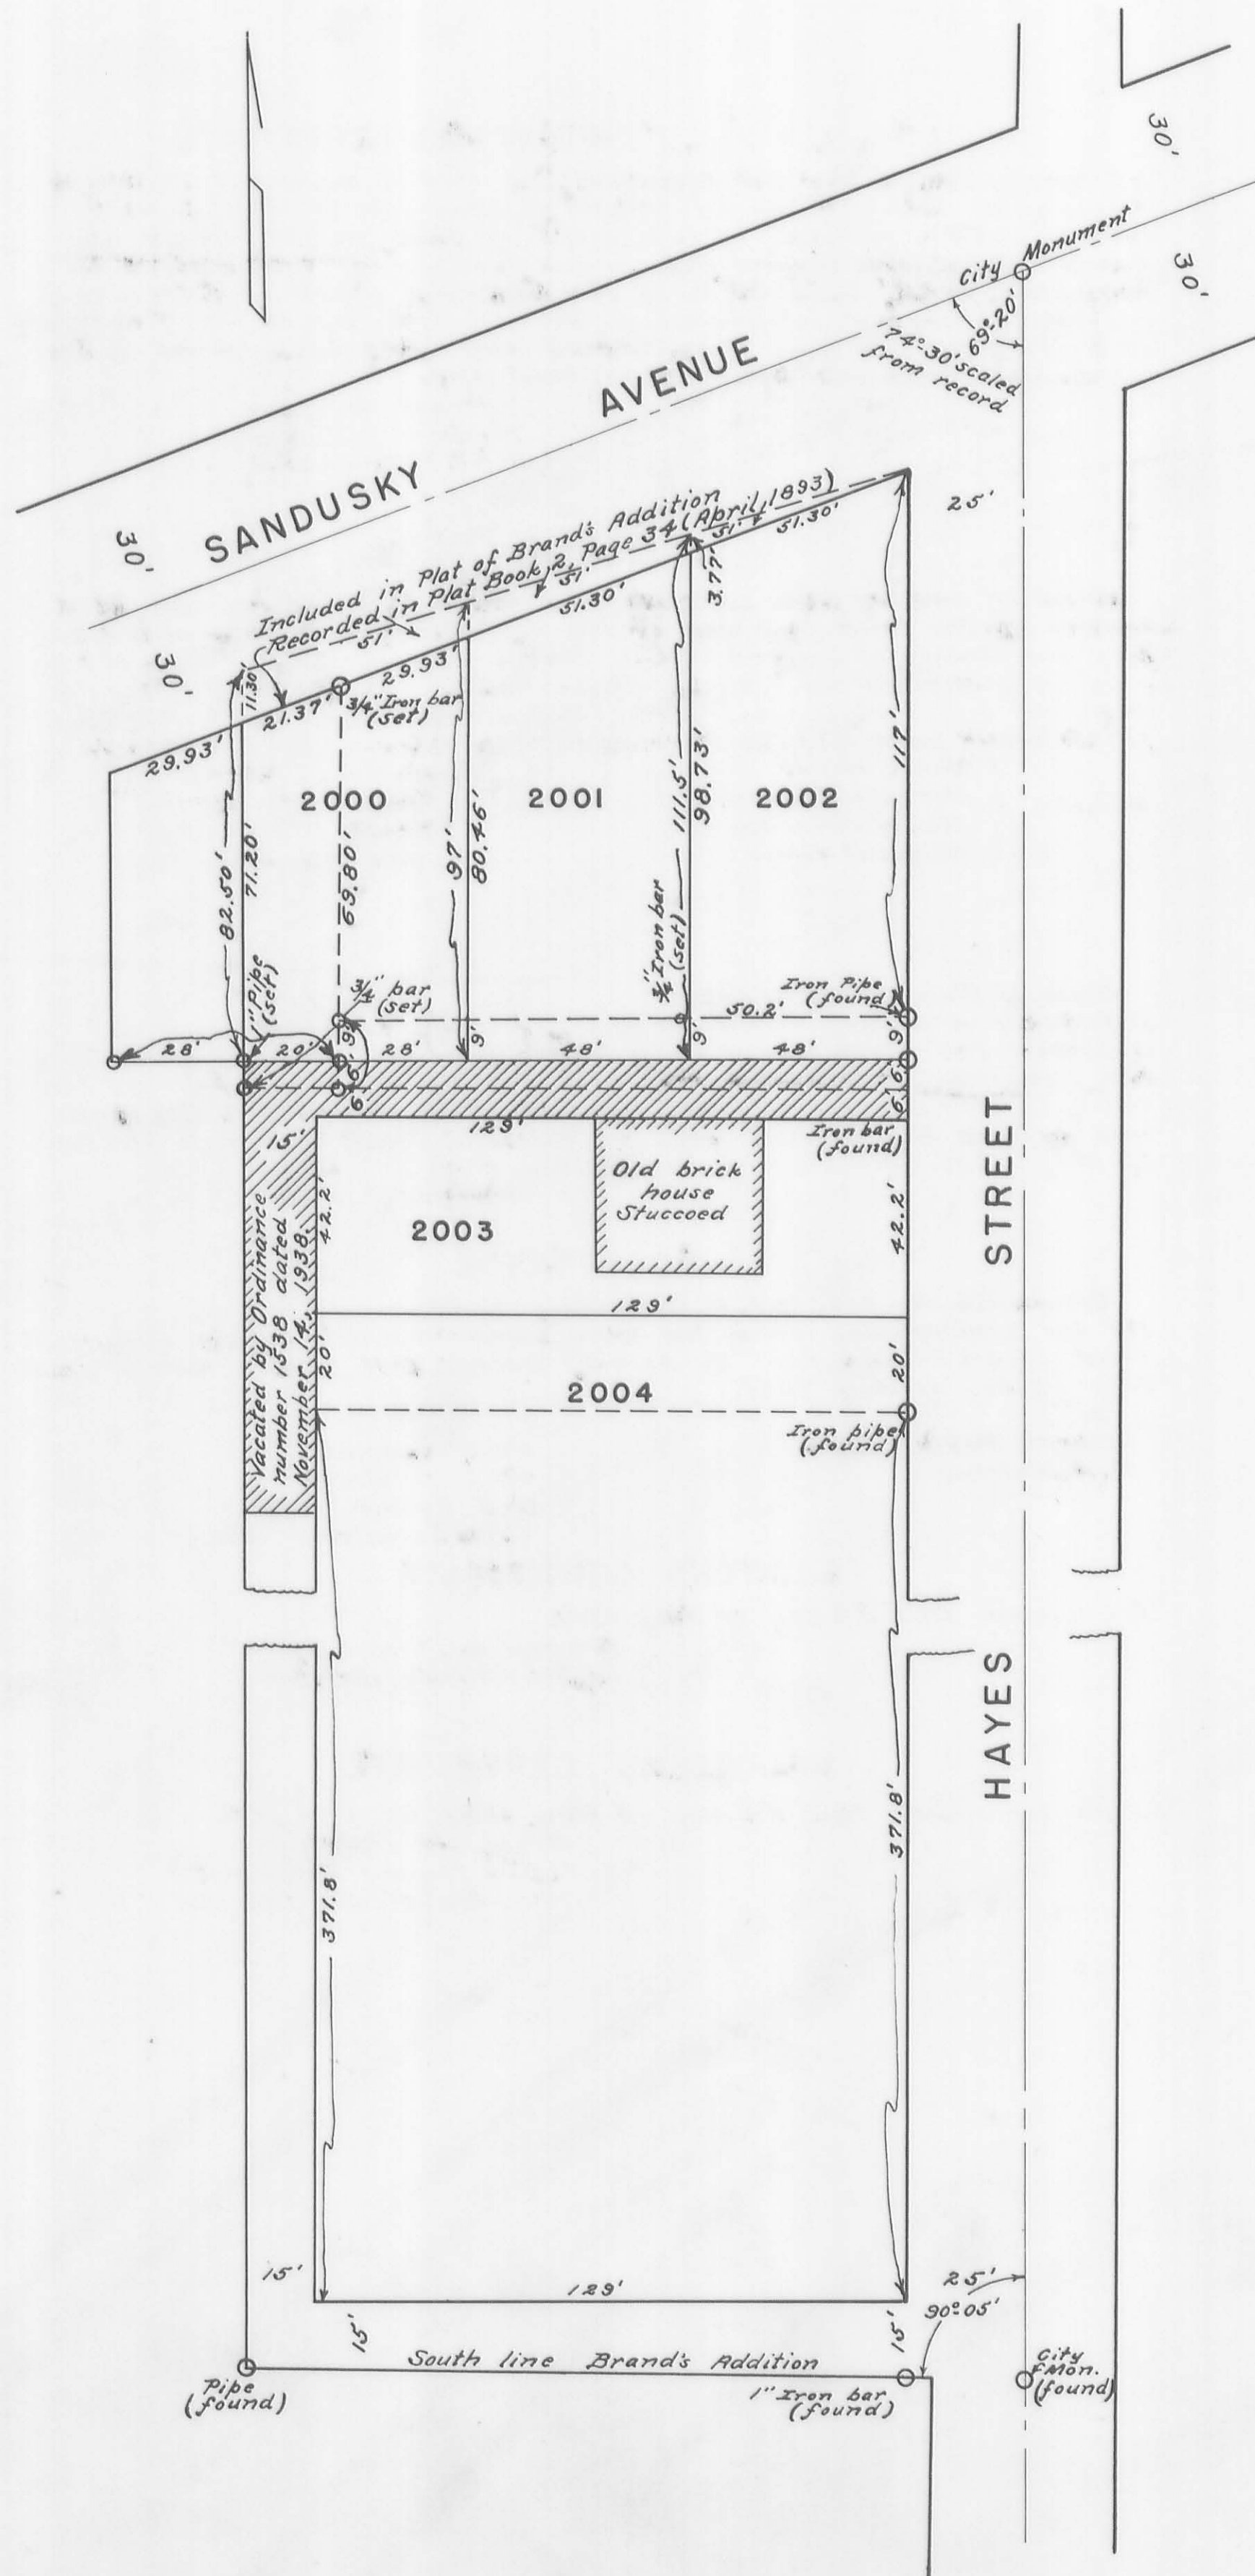 30'
City Monument
30'
69°-20'
74°-30' scaled
from record
SANDUSKY AVENUE
25'
30'
30'
Included in Plat of Brand's Addition
Recorded in Plat Book 2, Page 34 (April, 1893)
51'
51'
51'
51.30'
51.30'
3.77'
29.93'
21.37'
29.93'
11.30'
3/4" Iron bar
(set)
2000
2001
2002
82.50'
71.20'
69.80'
97'
80.46'
111.5'
98.73'
117'
1" Pipe
(set)
3/4" bar
(set)
3/4" Iron bar
(set)
Iron Pipe
(found)
50.2'
28'
20'
28'
48'
48'
9'
9'
9'
9'
6'
6'
6'
6'
15'
129'
Iron bar
(found)
Old brick
house
Stuccoed
42.2'
2003
42.2'
Vacated by Ordinance
number 1538 dated
November 14, 1938.
129'
20'
2004
20'
Iron pipe
(found)
HAYES STREET
371.8'
371.8'
15'
129'
15'
15'
25'
90°-05'
South line Brand's Addition
Pipe
(found)
1" Iron bar
(found)
City
Mon.
(found)